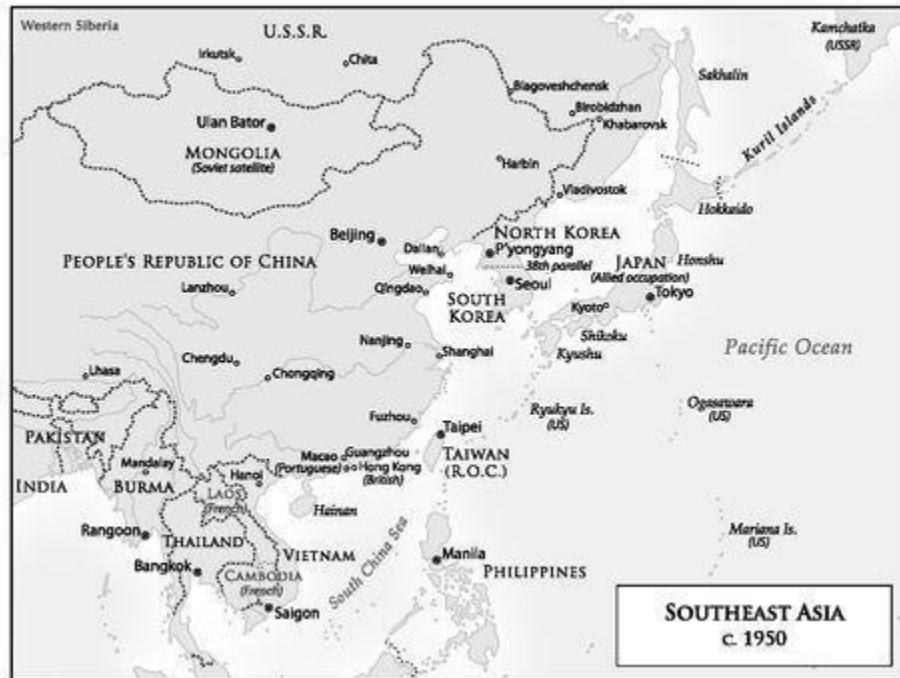 Western Siberia
U.S.S.R.
Kamchatka
(USSR)
Irkutsk
Chita
Sakhalin
Blagoveshchensk
Birobidzhan
Khabarovsk
Kuril Islands
Ulan Bator
MONGOLIA
(Soviet satellite)
Harbin
Vladivostok
Hokkaido
Beijing
NORTH KOREA
P'yongyang
Dalian
38th parallel
JAPAN
(Allied occupation)
Honshu
PEOPLE'S REPUBLIC OF CHINA
Weihai
Lanzhou
Qingdao
Seoul
Tokyo
SOUTH
KOREA
Kyoto
Shikoku
Kyushu
Nanjing
Shanghai
Pacific Ocean
Chengdu
Chongqing
Lhasa
Ryukyu Is.
(US)
Ogasawara
(US)
Fuzhou
Taipei
TAIWAN
(R.O.C.)
PAKISTAN
Macao
(Portuguese)
Guangzhou
Hong Kong
(British)
Mandalay
Hanoi
INDIA
BURMA
LAOS
(French)
Hainan
Rangoon
THAILAND
VIETNAM
South China Sea
Mariana Is.
(US)
Bangkok
CAMBODIA
(French)
Manila
PHILIPPINES
Saigon
SOUTHEAST ASIA
C. 1950